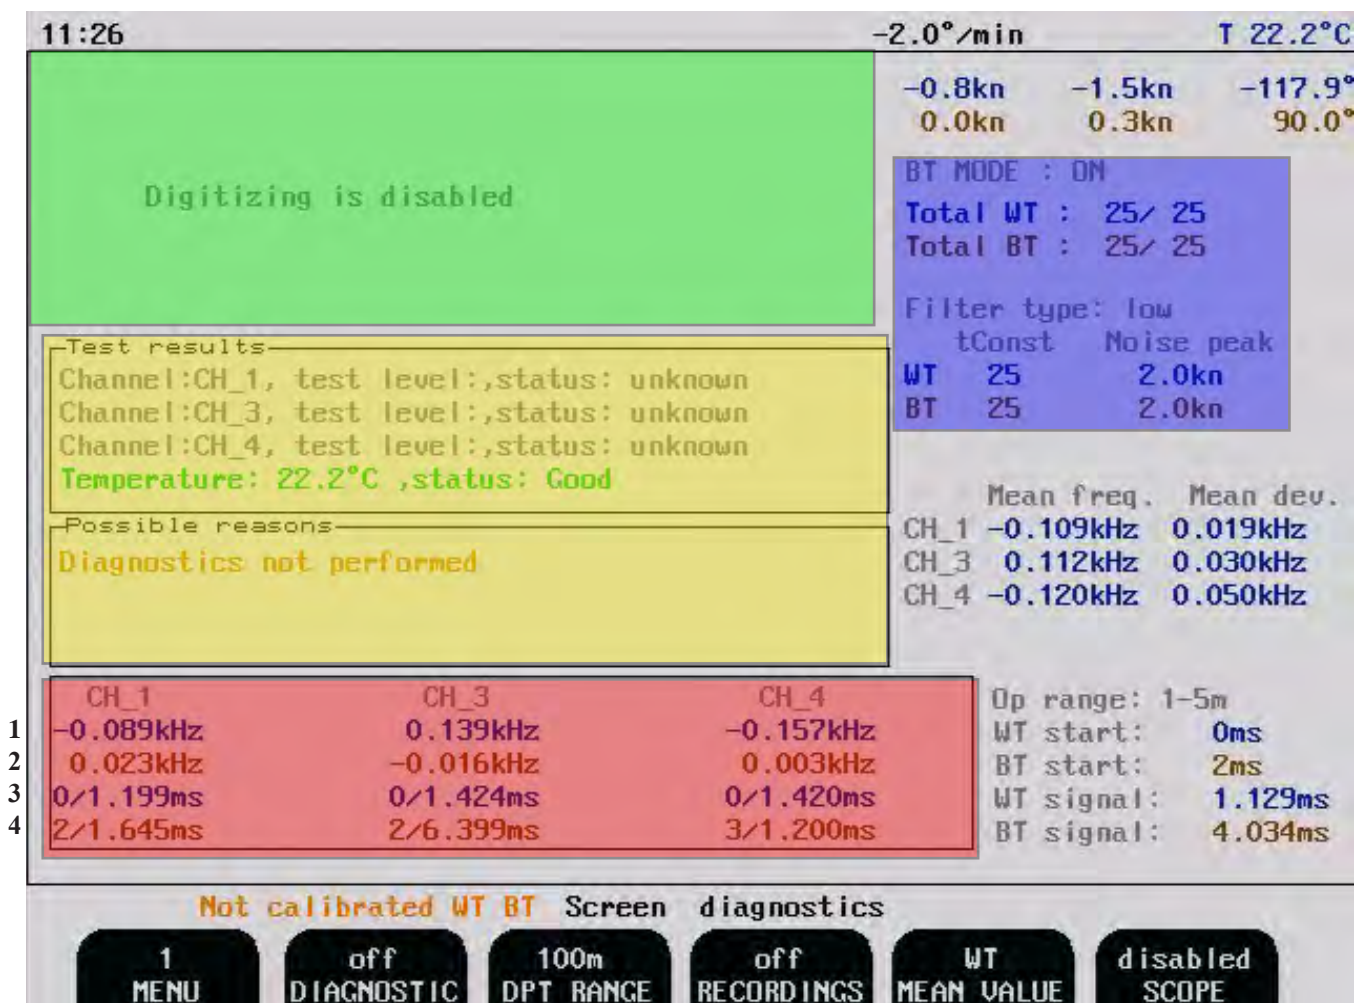 11:26 -2.0°/min T 22.2°C
-0.8kn -1.5kn -117.9°
0.0kn 0.3kn 90.0°
Digitizing is disabled
BT MODE : ON
Total WT : 25/ 25
Total BT : 25/ 25
Filter type: low
tConst Noise peak
WT 25 2.0kn
BT 25 2.0kn
Test results
Channel:CH_1, test level:,status: unknown
Channel:CH_3, test level:,status: unknown
Channel:CH_4, test level:,status: unknown
Temperature: 22.2°C ,status: Good
Possible reasons
Diagnostics not performed
Mean freq. Mean dev.
CH_1 -0.109kHz 0.019kHz
CH_3 0.112kHz 0.030kHz
CH_4 -0.120kHz 0.050kHz
CH_1 CH_3 CH_4
1 -0.089kHz 0.139kHz -0.157kHz
2 0.023kHz -0.016kHz 0.003kHz
3 0/1.199ms 0/1.424ms 0/1.420ms
4 2/1.645ms 2/6.399ms 3/1.200ms
Op range: 1-5m
WT start: 0ms
BT start: 2ms
WT signal: 1.129ms
BT signal: 4.034ms
Not calibrated WT BT Screen diagnostics
1 off 100m off WT disabled
MENU DIAGNOSTIC DPT RANGE RECORDINGS MEAN VALUE SCOPE